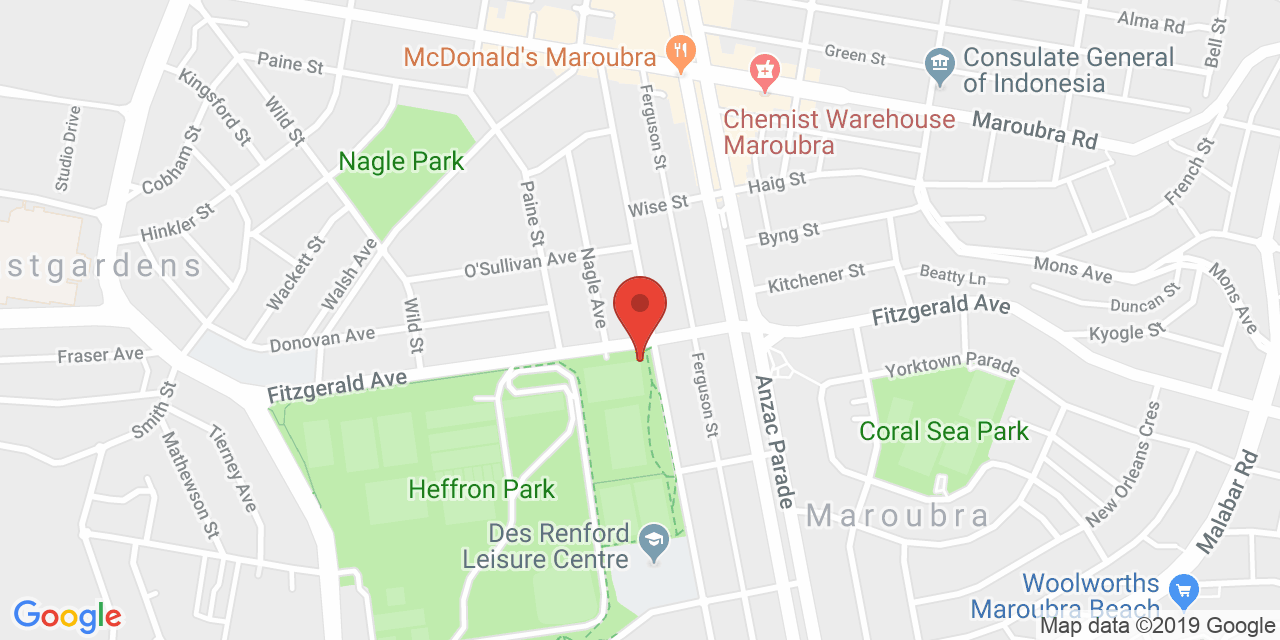 Alma Rd
Bell St
Green St
McDonald's Maroubra
Consulate General
of Indonesia
Paine St
Kingsford St
Wild St
Ferguson St
Studio Drive
Chemist Warehouse
Maroubra
Maroubra Rd
Nagle Park
Cobham St
French St
Haig St
Paine St
Wise St
Hinkler St
Byng St
O'Sullivan Ave
Nagle Ave
stgardens
Wackett St
Walsh Ave
Kitchener St
Beatty Ln
Mons Ave
Mons Ave
Duncan St
Wild St
Donovan Ave
Fitzgerald Ave
Kyogle St
Fraser Ave
Fitzgerald Ave
Yorktown Parade
Smith St
Ferguson St
Anzac Parade
Coral Sea Park
Mathewson St
Tierney Ave
New Orleans Cres
Malabar Rd
Heffron Park
Maroubra
Des Renford
Leisure Centre
Woolworths
Maroubra Beach
Google
Map data ©2019 Google